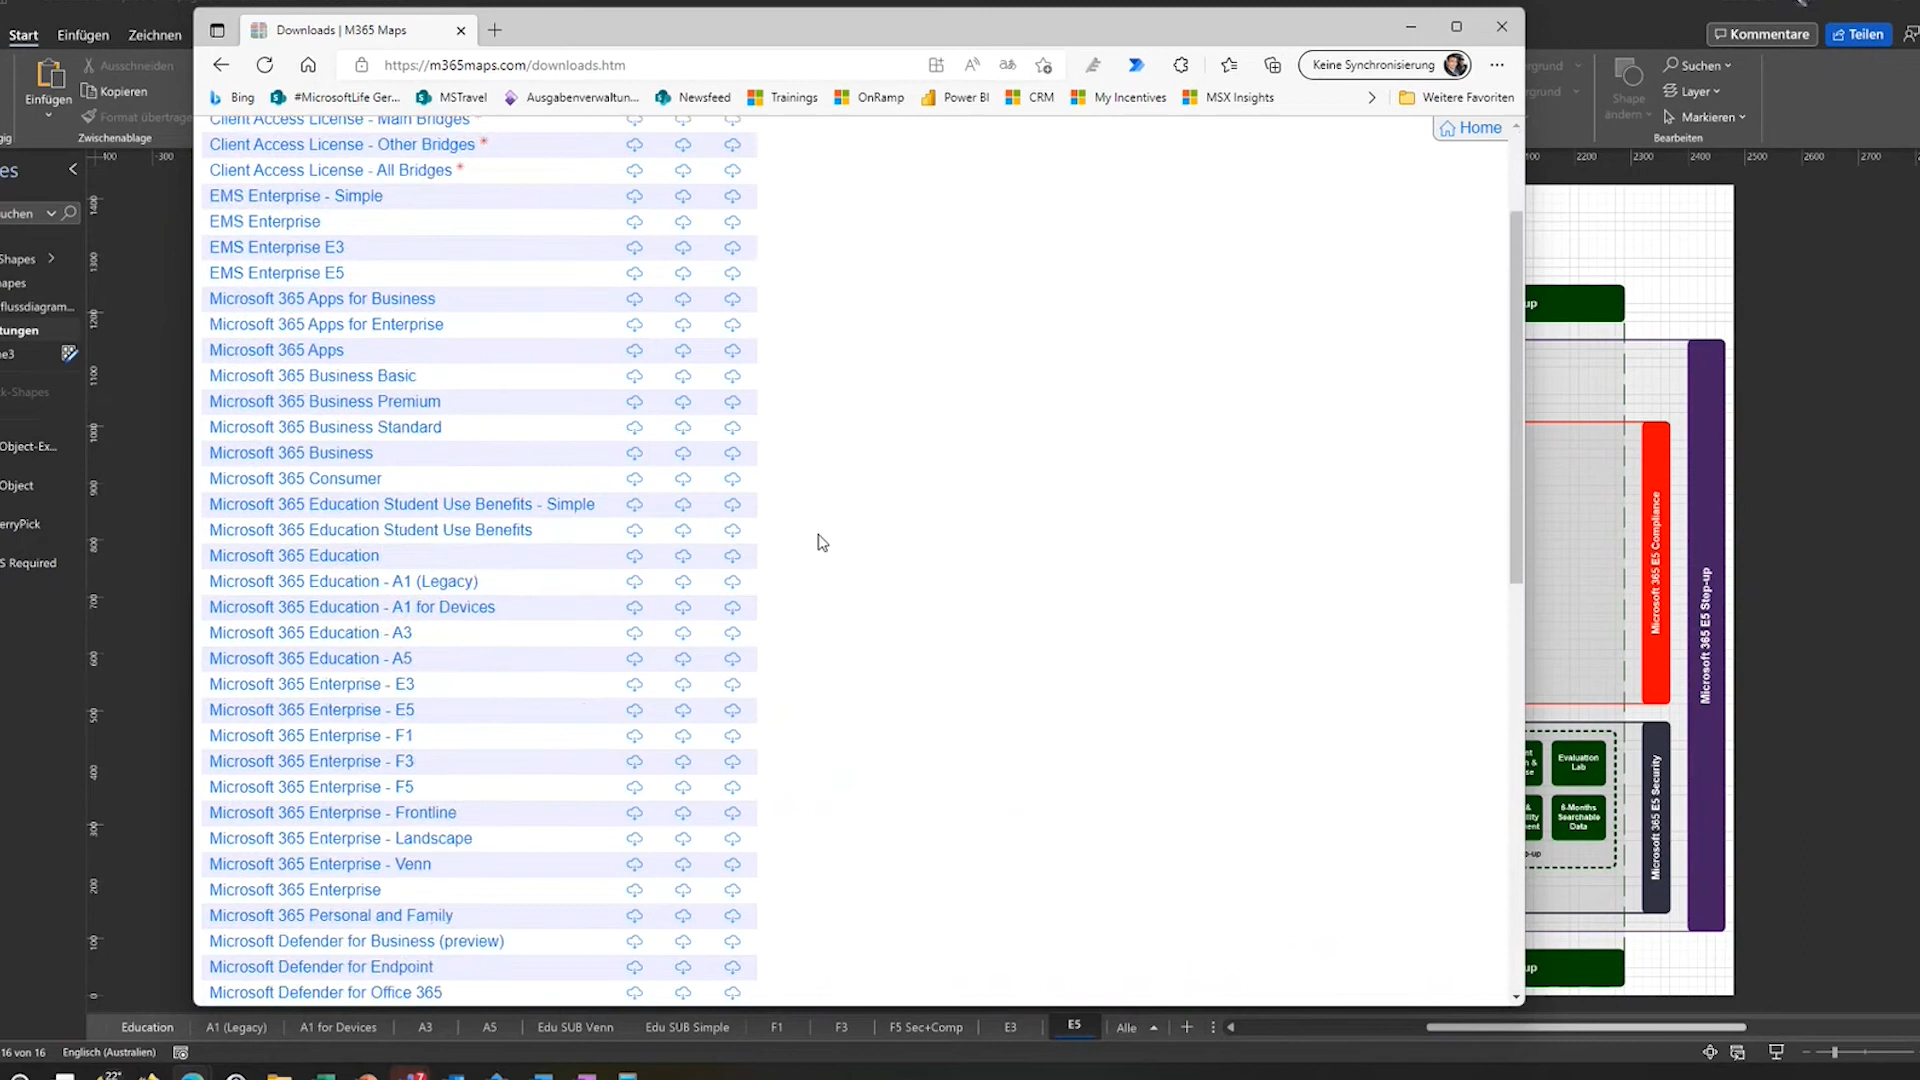 Downloads | M365 Maps
Start Einfügen Zeichnen
Kommentare Teilen
https://m365maps.com/downloads.htm
Keine Synchronisierung
Ausschneiden
Einfügen
Kopieren
Format übertrage
Zwischenablage
Bing #MicrosoftLife Ger... MSTravel Ausgabenverwaltun... Newsfeed Trainings OnRamp Power BI CRM My Incentives MSX Insights Weitere Favoriten
Shape ändern
Suchen
Layer
Markieren
Bearbeiten
Home
Client Access License - Main Bridges *
Client Access License - Other Bridges *
Client Access License - All Bridges *
EMS Enterprise - Simple
EMS Enterprise
EMS Enterprise E3
EMS Enterprise E5
Microsoft 365 Apps for Business
Microsoft 365 Apps for Enterprise
Microsoft 365 Apps
Microsoft 365 Business Basic
Microsoft 365 Business Premium
Microsoft 365 Business Standard
Microsoft 365 Business
Microsoft 365 Consumer
Microsoft 365 Education Student Use Benefits - Simple
Microsoft 365 Education Student Use Benefits
Microsoft 365 Education
Microsoft 365 Education - A1 (Legacy)
Microsoft 365 Education - A1 for Devices
Microsoft 365 Education - A3
Microsoft 365 Education - A5
Microsoft 365 Enterprise - E3
Microsoft 365 Enterprise - E5
Microsoft 365 Enterprise - F1
Microsoft 365 Enterprise - F3
Microsoft 365 Enterprise - F5
Microsoft 365 Enterprise - Frontline
Microsoft 365 Enterprise - Landscape
Microsoft 365 Enterprise - Venn
Microsoft 365 Enterprise
Microsoft 365 Personal and Family
Microsoft Defender for Business (preview)
Microsoft Defender for Endpoint
Microsoft Defender for Office 365
Microsoft 365 E5 Compliance
Microsoft 365 E5 Step-up
Microsoft 365 E5 Security
Evaluation Lab
6-Months Searchable Data
Education A1 (Legacy) A1 for Devices A3 A5 Edu SUB Venn Edu SUB Simple F1 F3 F5 Sec+Comp E3 E5 Alle
16 von 16 Englisch (Australien)
22°